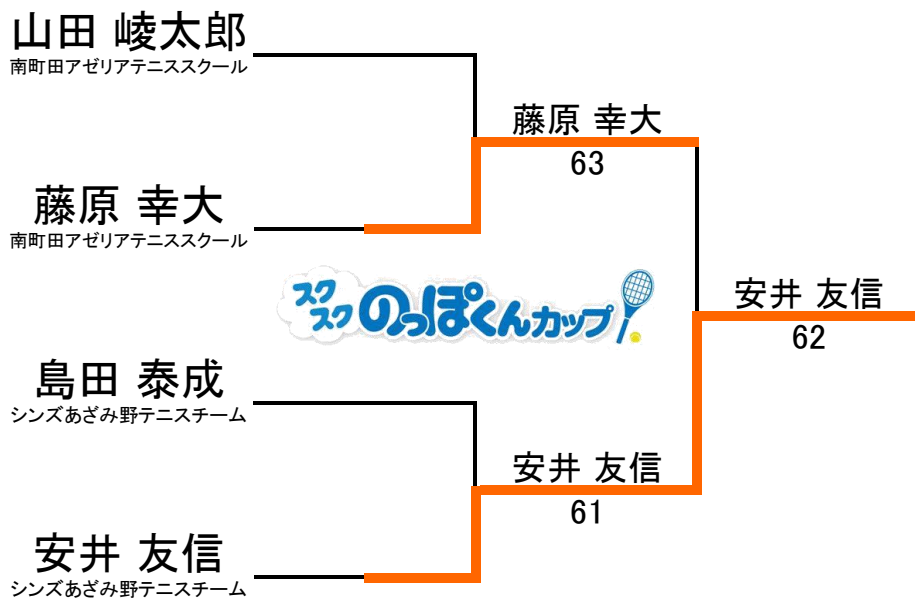 山田 崚太郎
南町田アゼリアテニススクール
藤原 幸大
63
藤原 幸大
南町田アゼリアテニススクール
スクスクのっぽくんカップ
安井 友信
62
島田 泰成
シンズあざみ野テニスチーム
安井 友信
61
安井 友信
シンズあざみ野テニスチーム